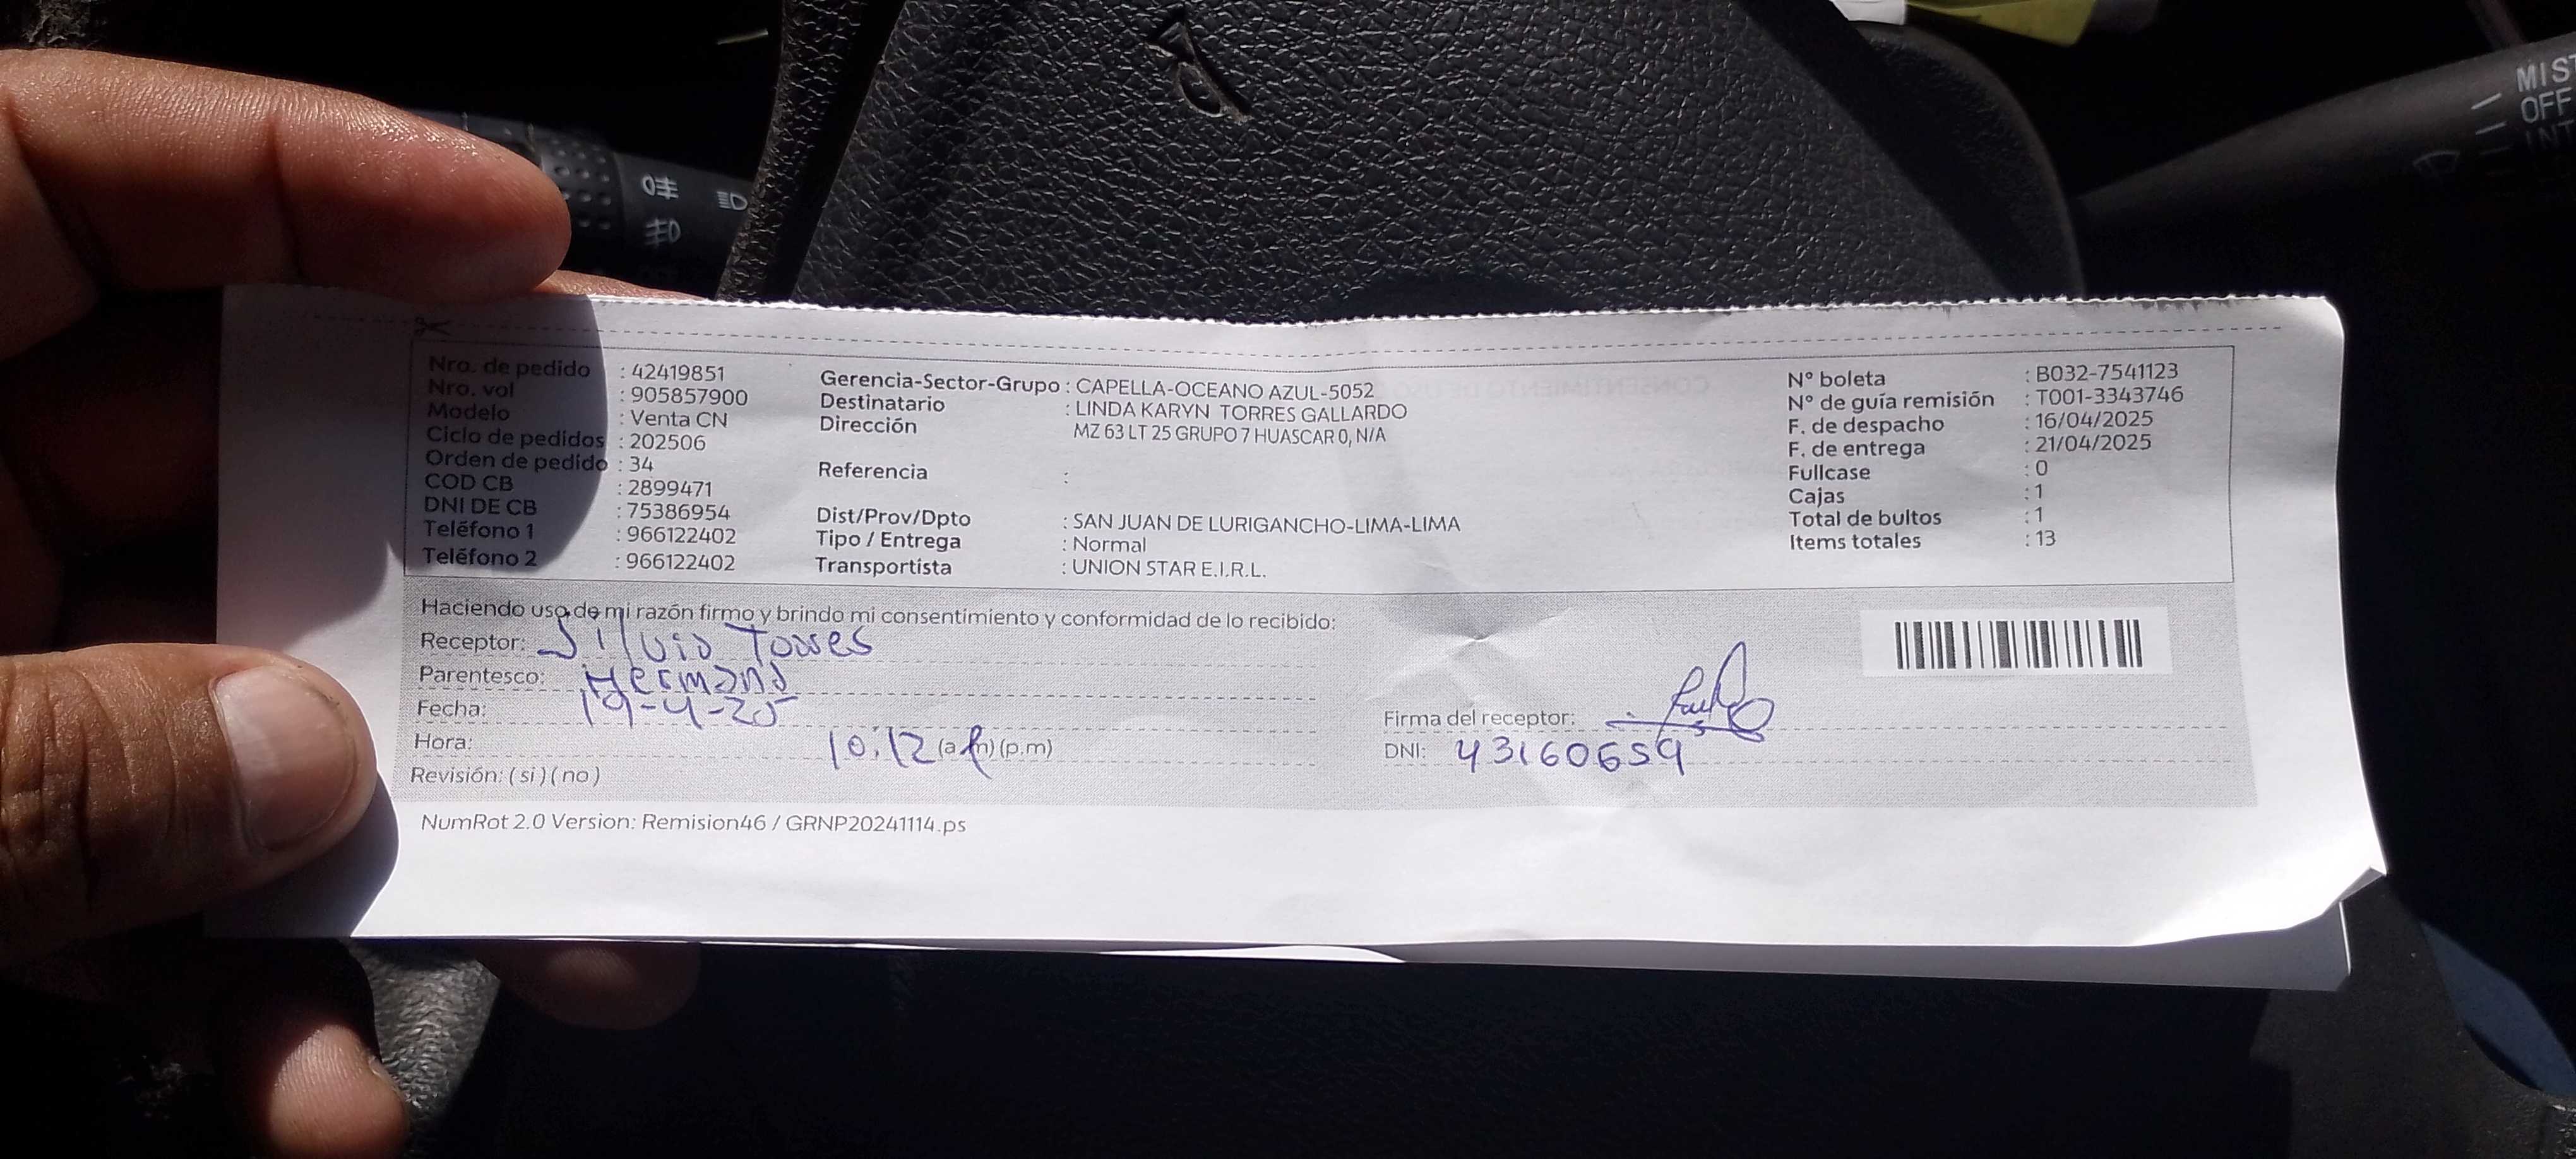 MIST
OFF
INT
Nro. de pedido : 42419851
Nro. vol : 905857900
Modelo : Venta CN
Ciclo de pedidos : 202506
Orden de pedido : 34
COD CB : 2899471
DNI DE CB : 75386954
Teléfono 1 : 966122402
Teléfono 2 : 966122402
Gerencia-Sector-Grupo : CAPELLA-OCEANO AZUL-5052
Destinatario : LINDA KARYN TORRES GALLARDO
Dirección MZ 63 LT 25 GRUPO 7 HUASCAR 0, N/A
Referencia :
Dist/Prov/Dpto : SAN JUAN DE LURIGANCHO-LIMA-LIMA
Tipo / Entrega : Normal
Transportista : UNION STAR E.I.R.L.
N° boleta : B032-7541123
N° de guía remisión : T001-3343746
F. de despacho : 16/04/2025
F. de entrega : 21/04/2025
Fullcase : 0
Cajas : 1
Total de bultos : 1
Items totales : 13
Haciendo uso de mi razón firmo y brindo mi consentimiento y conformidad de lo recibido:
Receptor: Silvio Torres
Parentesco: Hermano
Fecha: 19-4-25
Hora: 10:12 (a.m) (p.m)
Revisión: ( si ) ( no )
Firma del receptor:
DNI: 43160659
NumRot 2.0 Version: Remision46 / GRNP20241114.ps